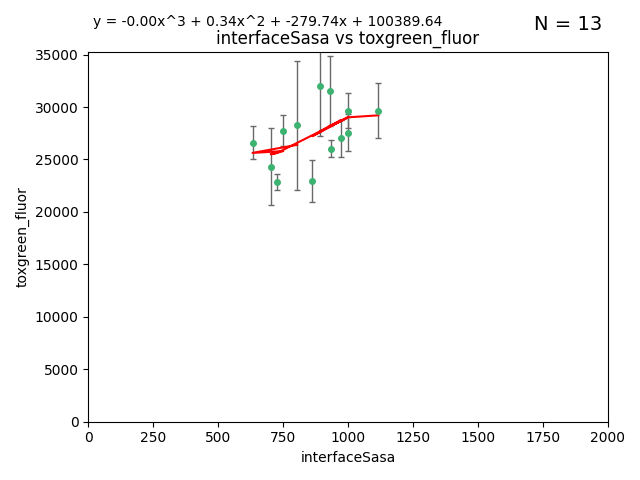 y = -0.00x^3 + 0.34x^2 + -279.74x + 100389.64
N = 13
interfaceSasa vs toxgreen_fluor
35000
30000
25000
20000
15000
10000
5000
0
toxgreen_fluor
0 250 500 750 1000 1250 1500 1750 2000
interfaceSasa